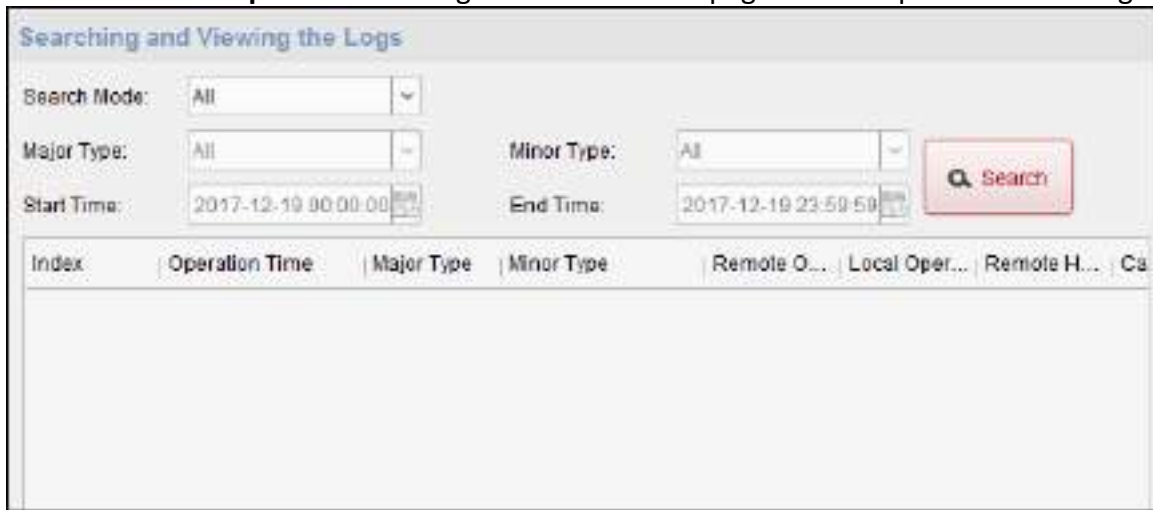 Searching and Viewing the Logs
Search Mode: All
Major Type: All Minor Type: All
Search
Start Time: 2017-12-19 00:00:00 End Time: 2017-12-19 23:59:59
Index Operation Time Major Type Minor Type Remote O... Local Oper... Remote H... Ca